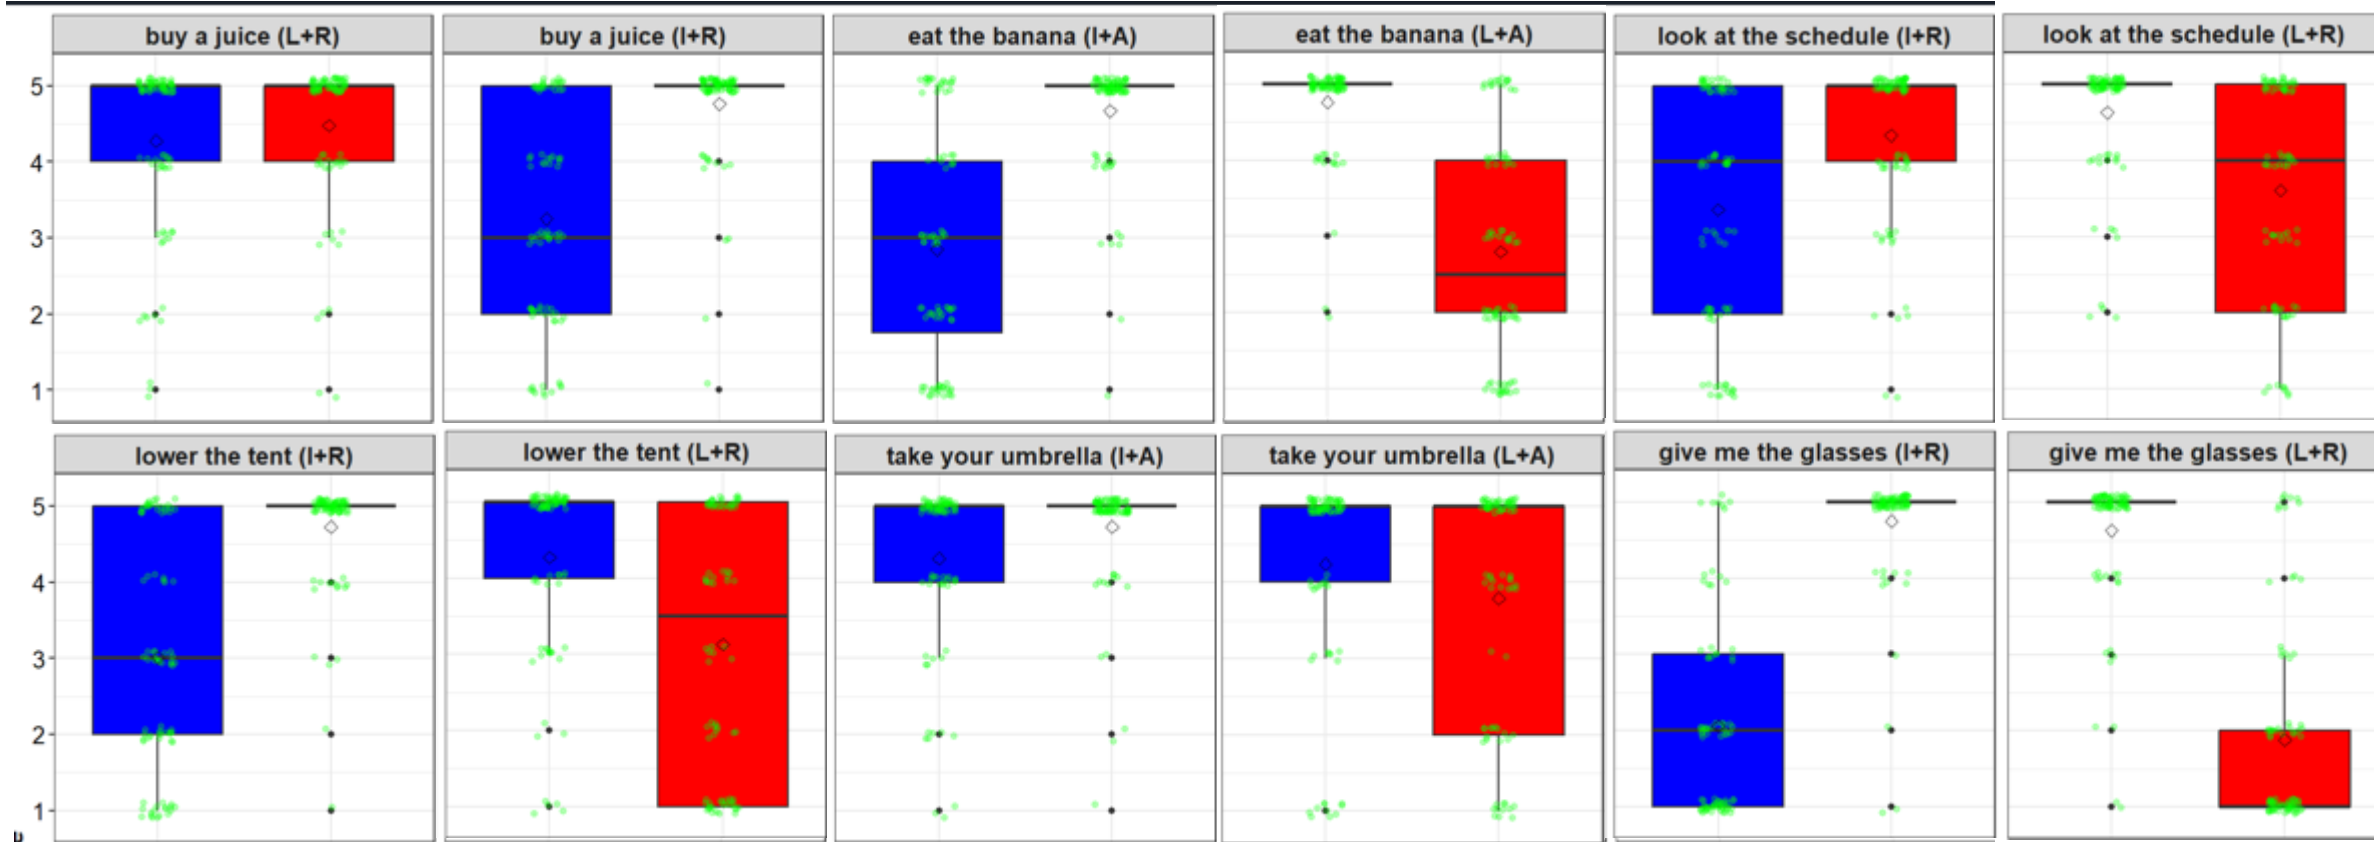 buy a juice (L+R)
buy a juice (I+R)
eat the banana (I+A)
eat the banana (L+A)
look at the schedule (I+R)
look at the schedule (L+R)
5
4
3
2
1
lower the tent (I+R)
lower the tent (L+R)
take your umbrella (I+A)
take your umbrella (L+A)
give me the glasses (I+R)
give me the glasses (L+R)
5
4
3
2
1